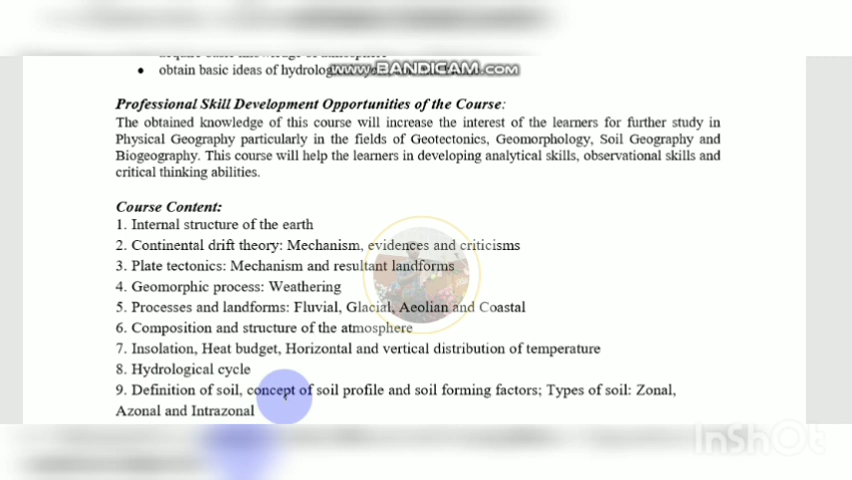 • obtain basic ideas of
www.BANDICAM.com
Professional Skill Development Opportunities of the Course:
The obtained knowledge of this course will increase the interest of the learners for further study in
Physical Geography particularly in the fields of Geotectonics, Geomorphology, Soil Geography and
Biogeography. This course will help the learners in developing analytical skills, observational skills and
critical thinking abilities.
Course Content:
1. Internal structure of the earth
2. Continental drift theory: Mechanism, evidences and criticisms
3. Plate tectonics: Mechanism and resultant landforms
4. Geomorphic process: Weathering
5. Processes and landforms: Fluvial, Glacial, Aeolian and Coastal
6. Composition and structure of the atmosphere
7. Insolation, Heat budget, Horizontal and vertical distribution of temperature
8. Hydrological cycle
9. Definition of soil, concept of soil profile and soil forming factors; Types of soil: Zonal,
Azonal and Intrazonal
InShOt